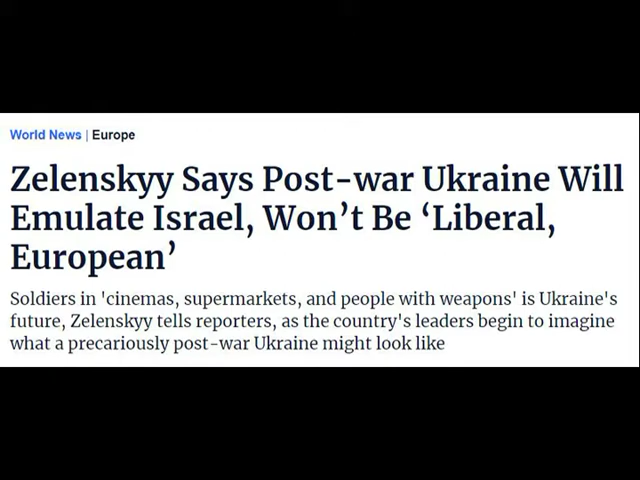 World News | Europe
Zelenskyy Says Post-war Ukraine Will
Emulate Israel, Won’t Be ‘Liberal,
European’
Soldiers in 'cinemas, supermarkets, and people with weapons' is Ukraine's
future, Zelenskyy tells reporters, as the country's leaders begin to imagine
what a precariously post-war Ukraine might look like